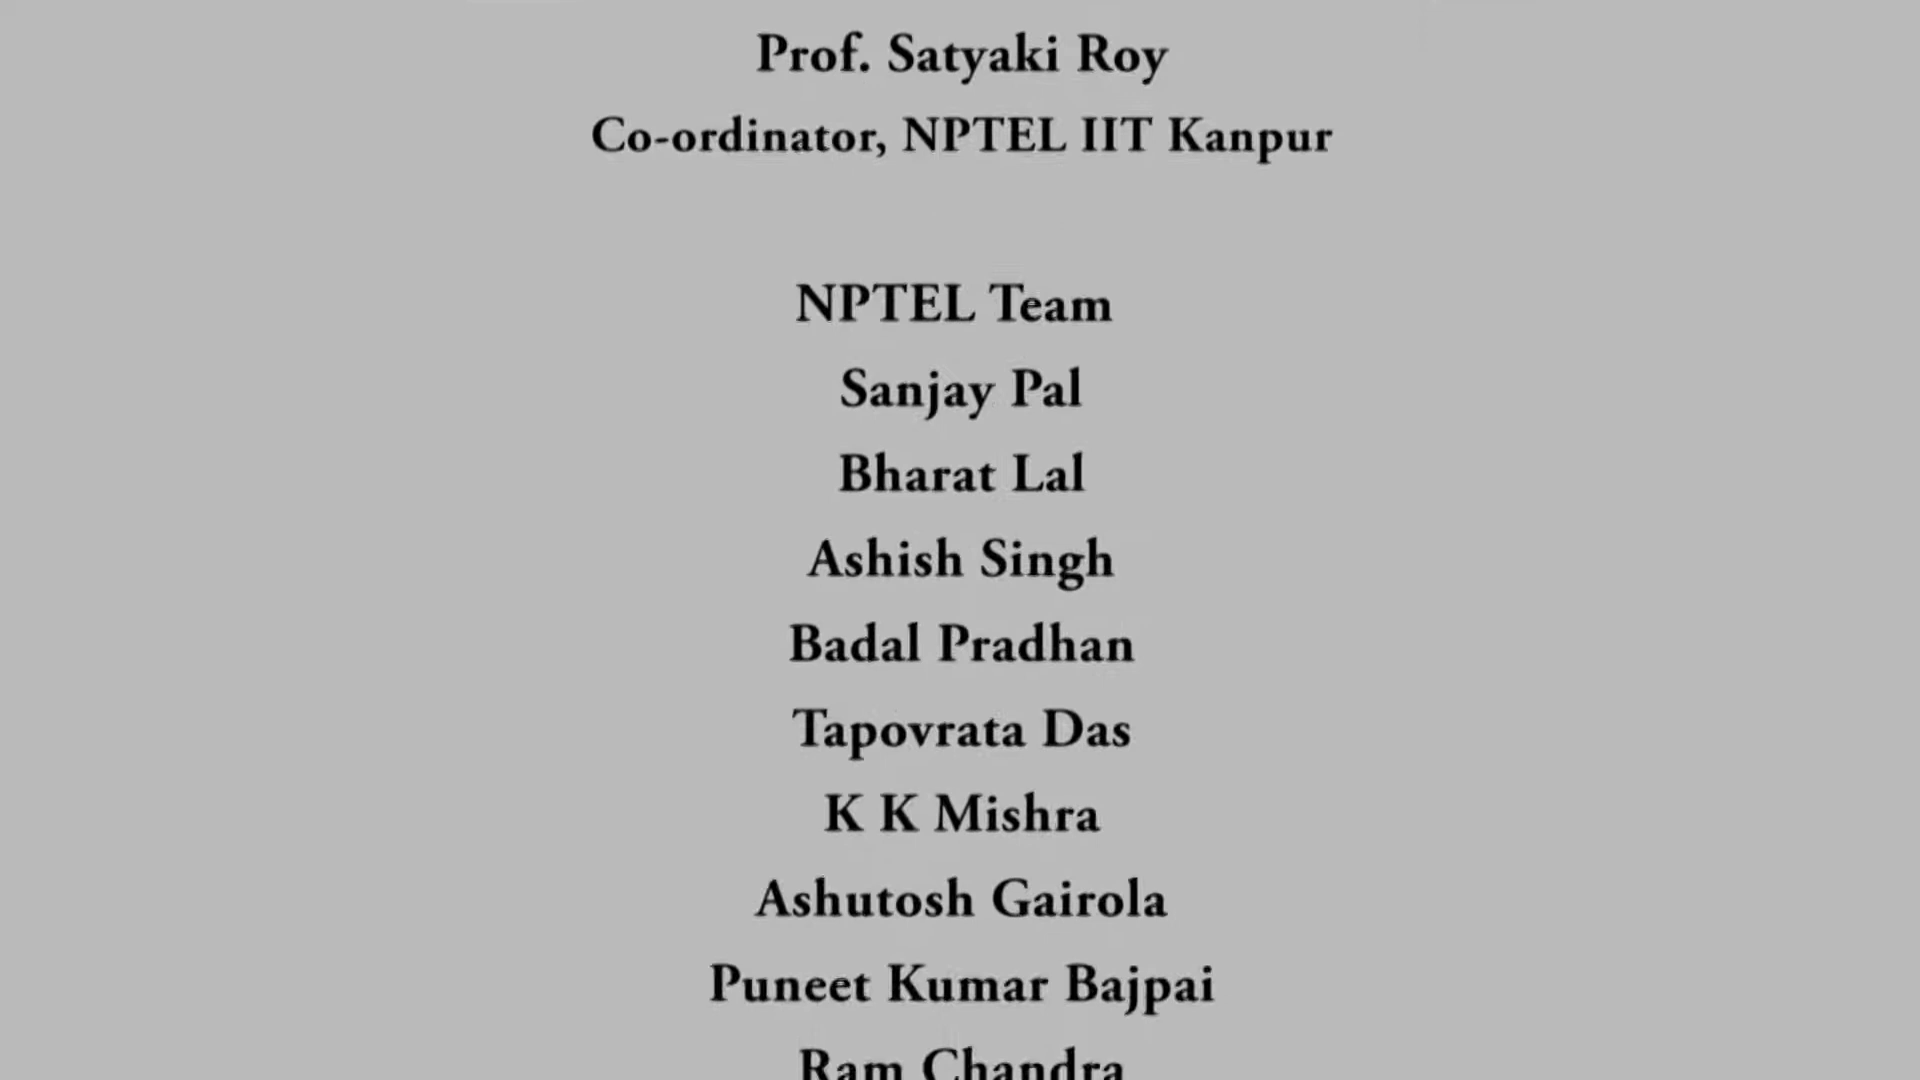 Prof. Satyaki Roy
Co-ordinator, NPTEL IIT Kanpur
NPTEL Team
Sanjay Pal
Bharat Lal
Ashish Singh
Badal Pradhan
Tapovrata Das
K K Mishra
Ashutosh Gairola
Puneet Kumar Bajpai
Ram Chandra